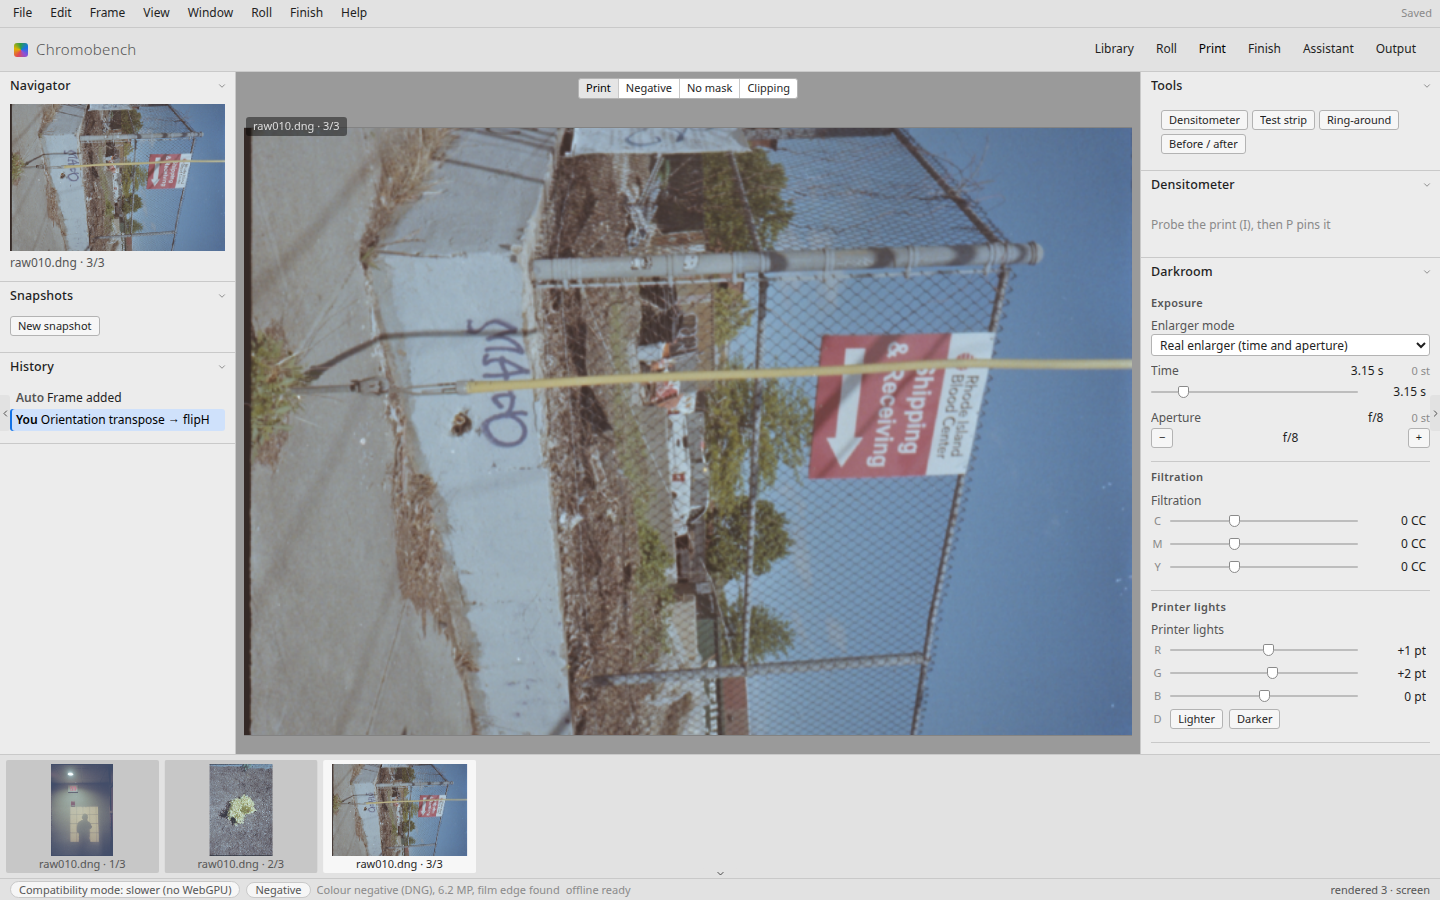 File Edit Frame View Window Roll Finish Help
Saved
Chromobench
Library Roll Print Finish Assistant Output
Navigator
raw010.dng · 3/3
Snapshots
New snapshot
History
Auto Frame added
You Orientation transpose → flipH
Print Negative No mask Clipping
raw010.dng · 3/3
Shipping
& Receiving
Rhode Island
Blood Center
Tools
Densitometer Test strip Ring-around
Before / after
Densitometer
Probe the print (I), then P pins it
Darkroom
Exposure
Enlarger mode
Real enlarger (time and aperture)
Time 3.15 s 0 st
3.15 s
Aperture f/8 0 st
− f/8 +
Filtration
Filtration
C 0 CC
M 0 CC
Y 0 CC
Printer lights
Printer lights
R +1 pt
G +2 pt
B 0 pt
D Lighter Darker
raw010.dng · 1/3
raw010.dng · 2/3
raw010.dng · 3/3
Compatibility mode: slower (no WebGPU) Negative Colour negative (DNG), 6.2 MP, film edge found offline ready
rendered 3 · screen